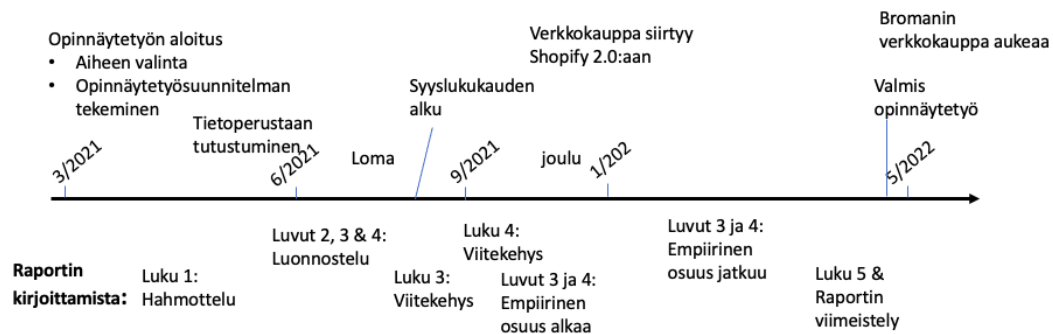 Opinnäytetyön aloitus
• Aiheen valinta
• Opinnäytetyösuunnitelman
tekeminen
Tietoperustaan
tutustuminen
Loma
Syyslukukauden
alku
joulu
Verkkokauppa siirtyy
Shopify 2.0:aan
Bromanin
verkkokauppa aukeaa
Valmis
opinnäytetyö
3/2021
6/2021
9/2021
1/202
5/2022
Raportin
kirjoittamista:
Luku 1:
Hahmottelu
Luvut 2, 3 & 4:
Luonnostelu
Luku 3:
Viitekehys
Luku 4:
Viitekehys
Luvut 3 ja 4:
Empiirinen
osuus alkaa
Luvut 3 ja 4:
Empiirinen
osuus jatkuu
Luku 5 &
Raportin
viimeistely